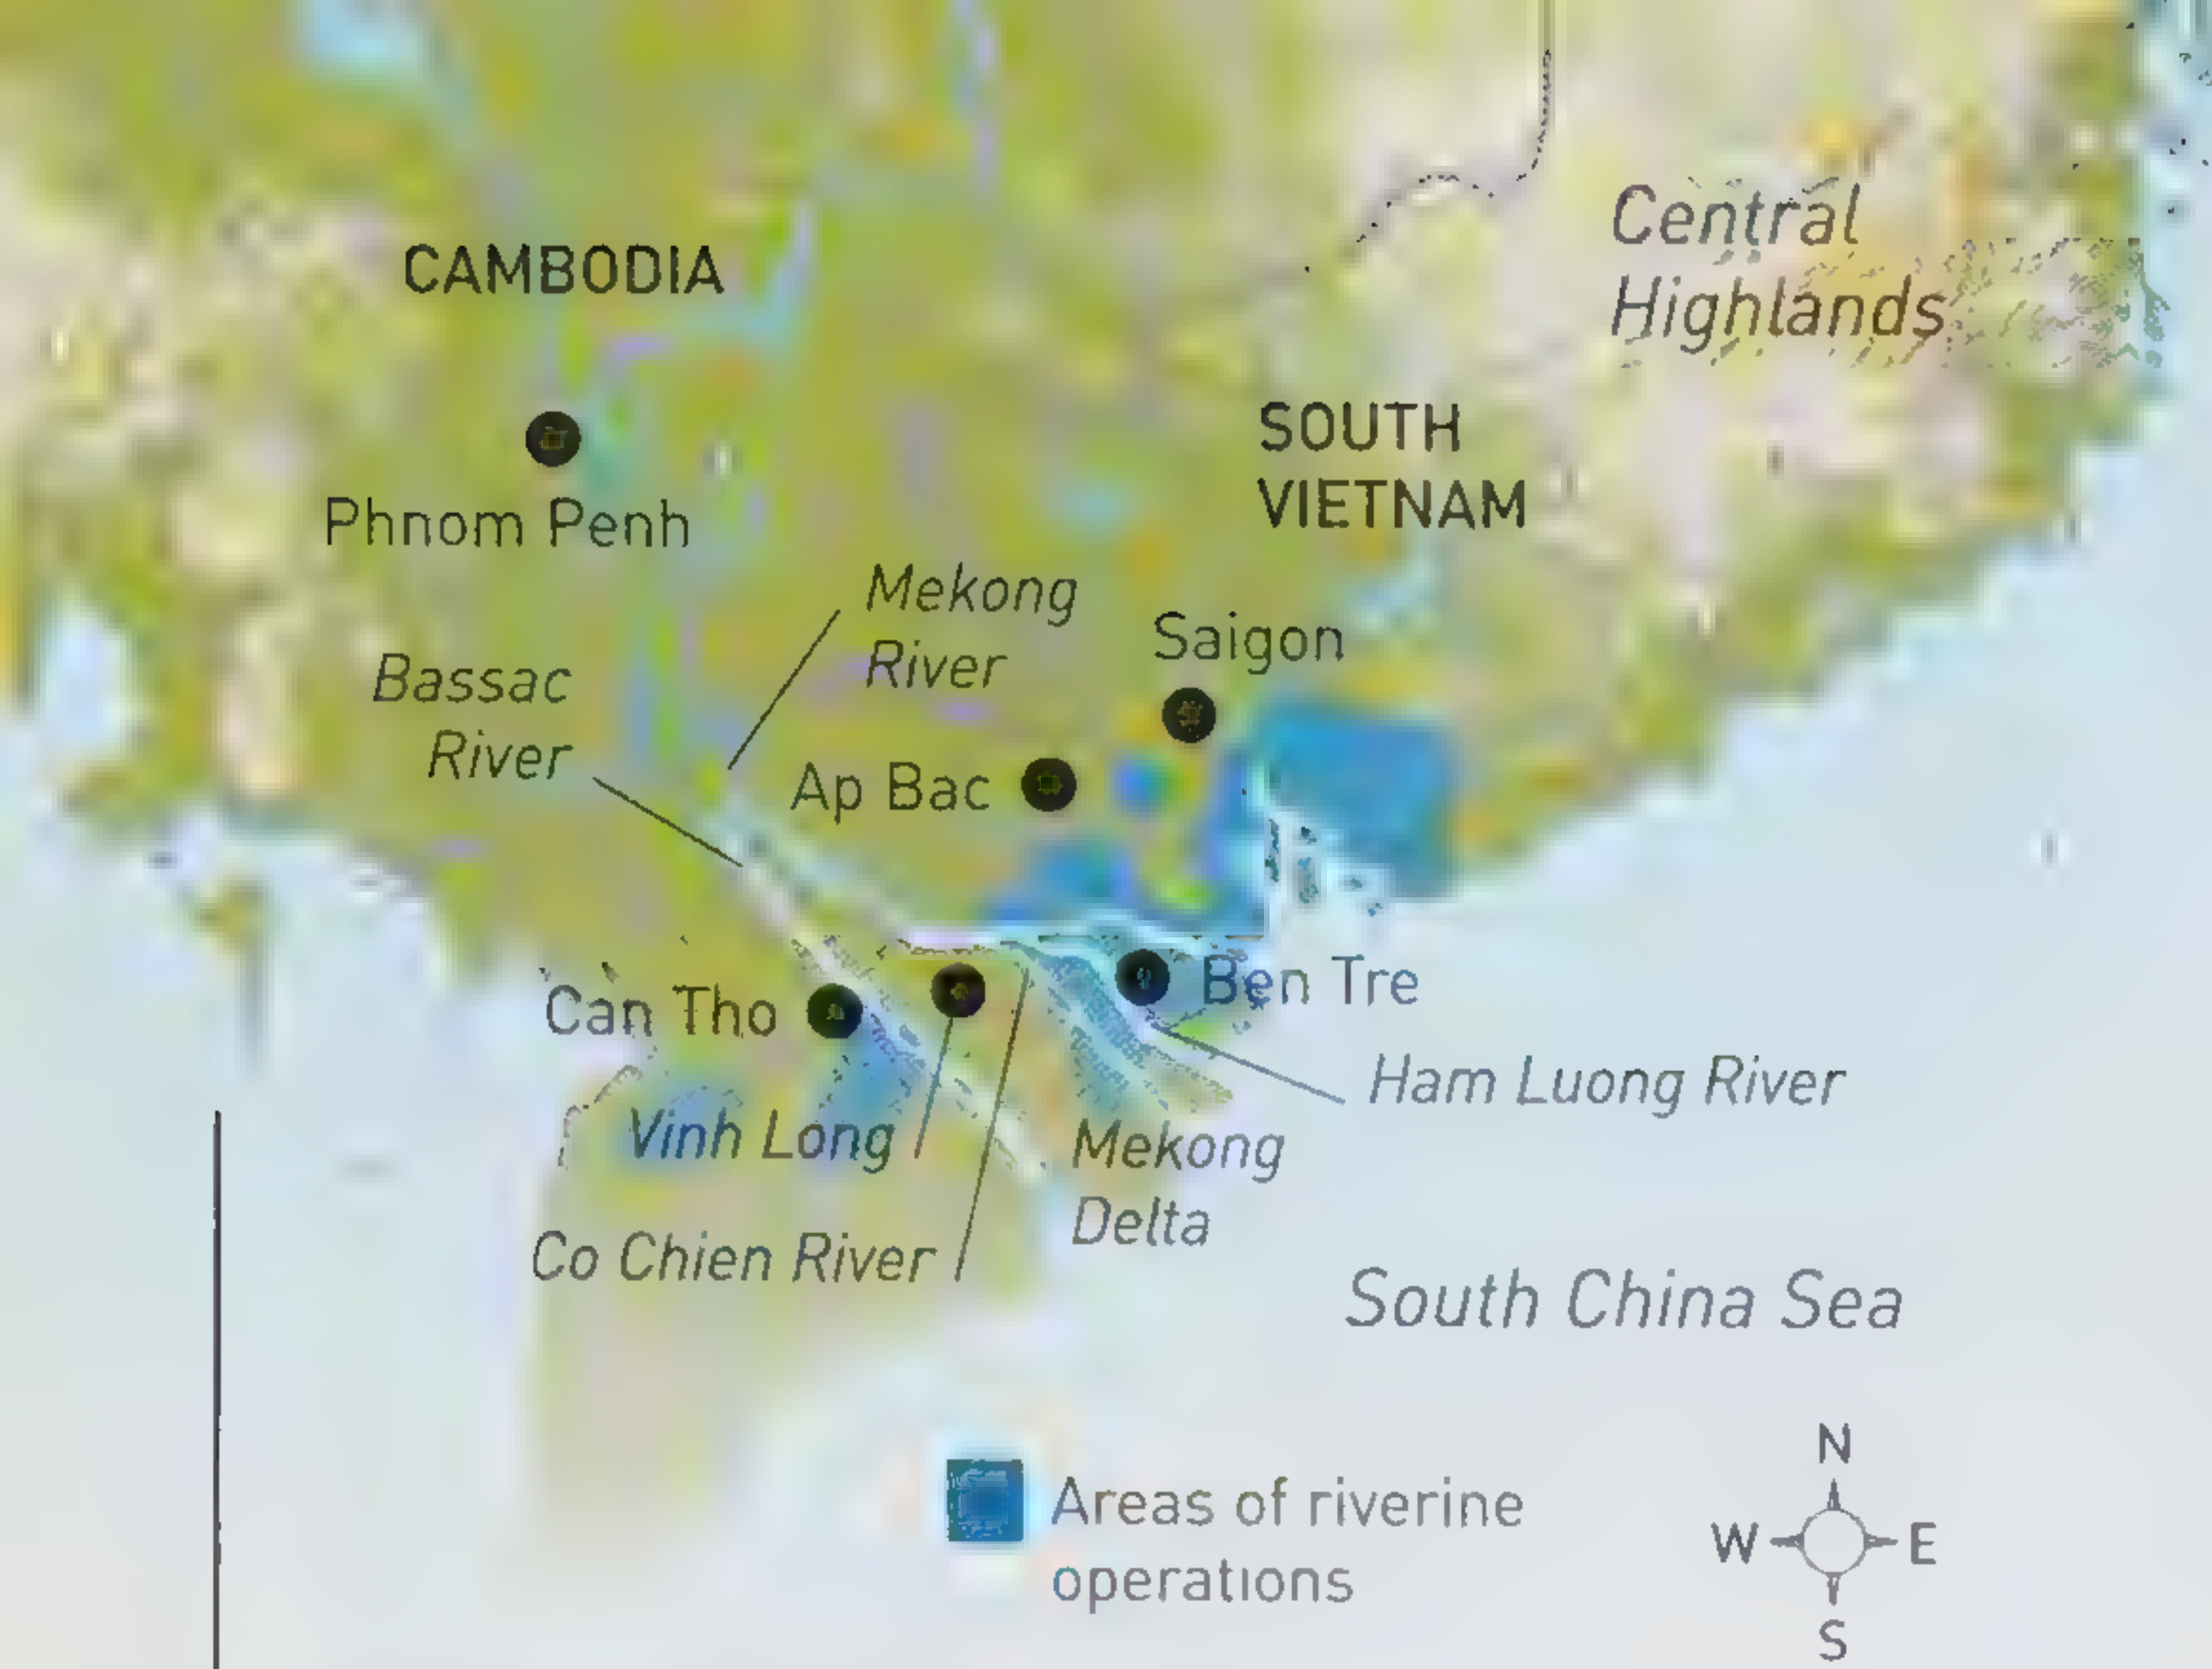 Central
Highlands
CAMBODIA
SOUTH
VIETNAM
Phnom Penh
Mekong
River
Saigon
Bassac
River
Ap Bac
Can Tho
Ben Tre
Ham Luong River
Vinh Long
Mekong
Delta
Co Chien River
South China Sea
N
W E
S
Areas of riverine
operations